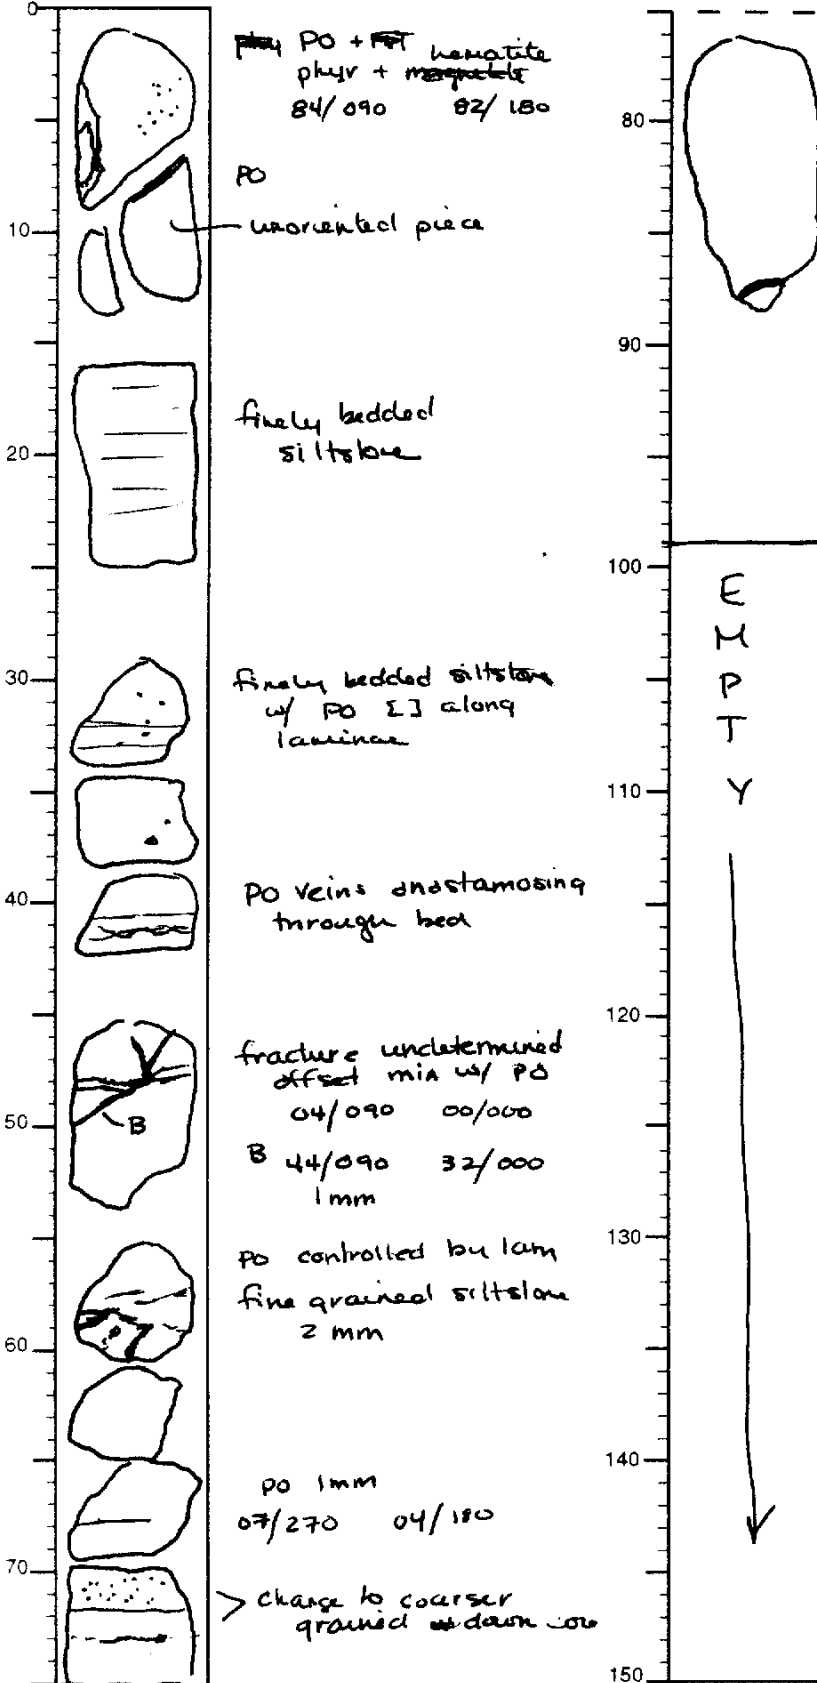 0
PO + hematite
phyr +
84/090 82/180
PO
10
unoriented piece
finely bedded
siltstone
20
30
finely bedded siltstone
w/ PO [ ] along
laminae
40
PO veins anastamosing
through bed
fracture undetermined
offset min w/ PO
04/090 00/000
50
B
B 44/090 32/000
1mm
PO controlled by lam
fine grained siltstone
2 mm
60
PO 1mm
07/270 04/180
70
> change to coarser
grained down core
80
90
100
EMPTY
110
120
130
140
150